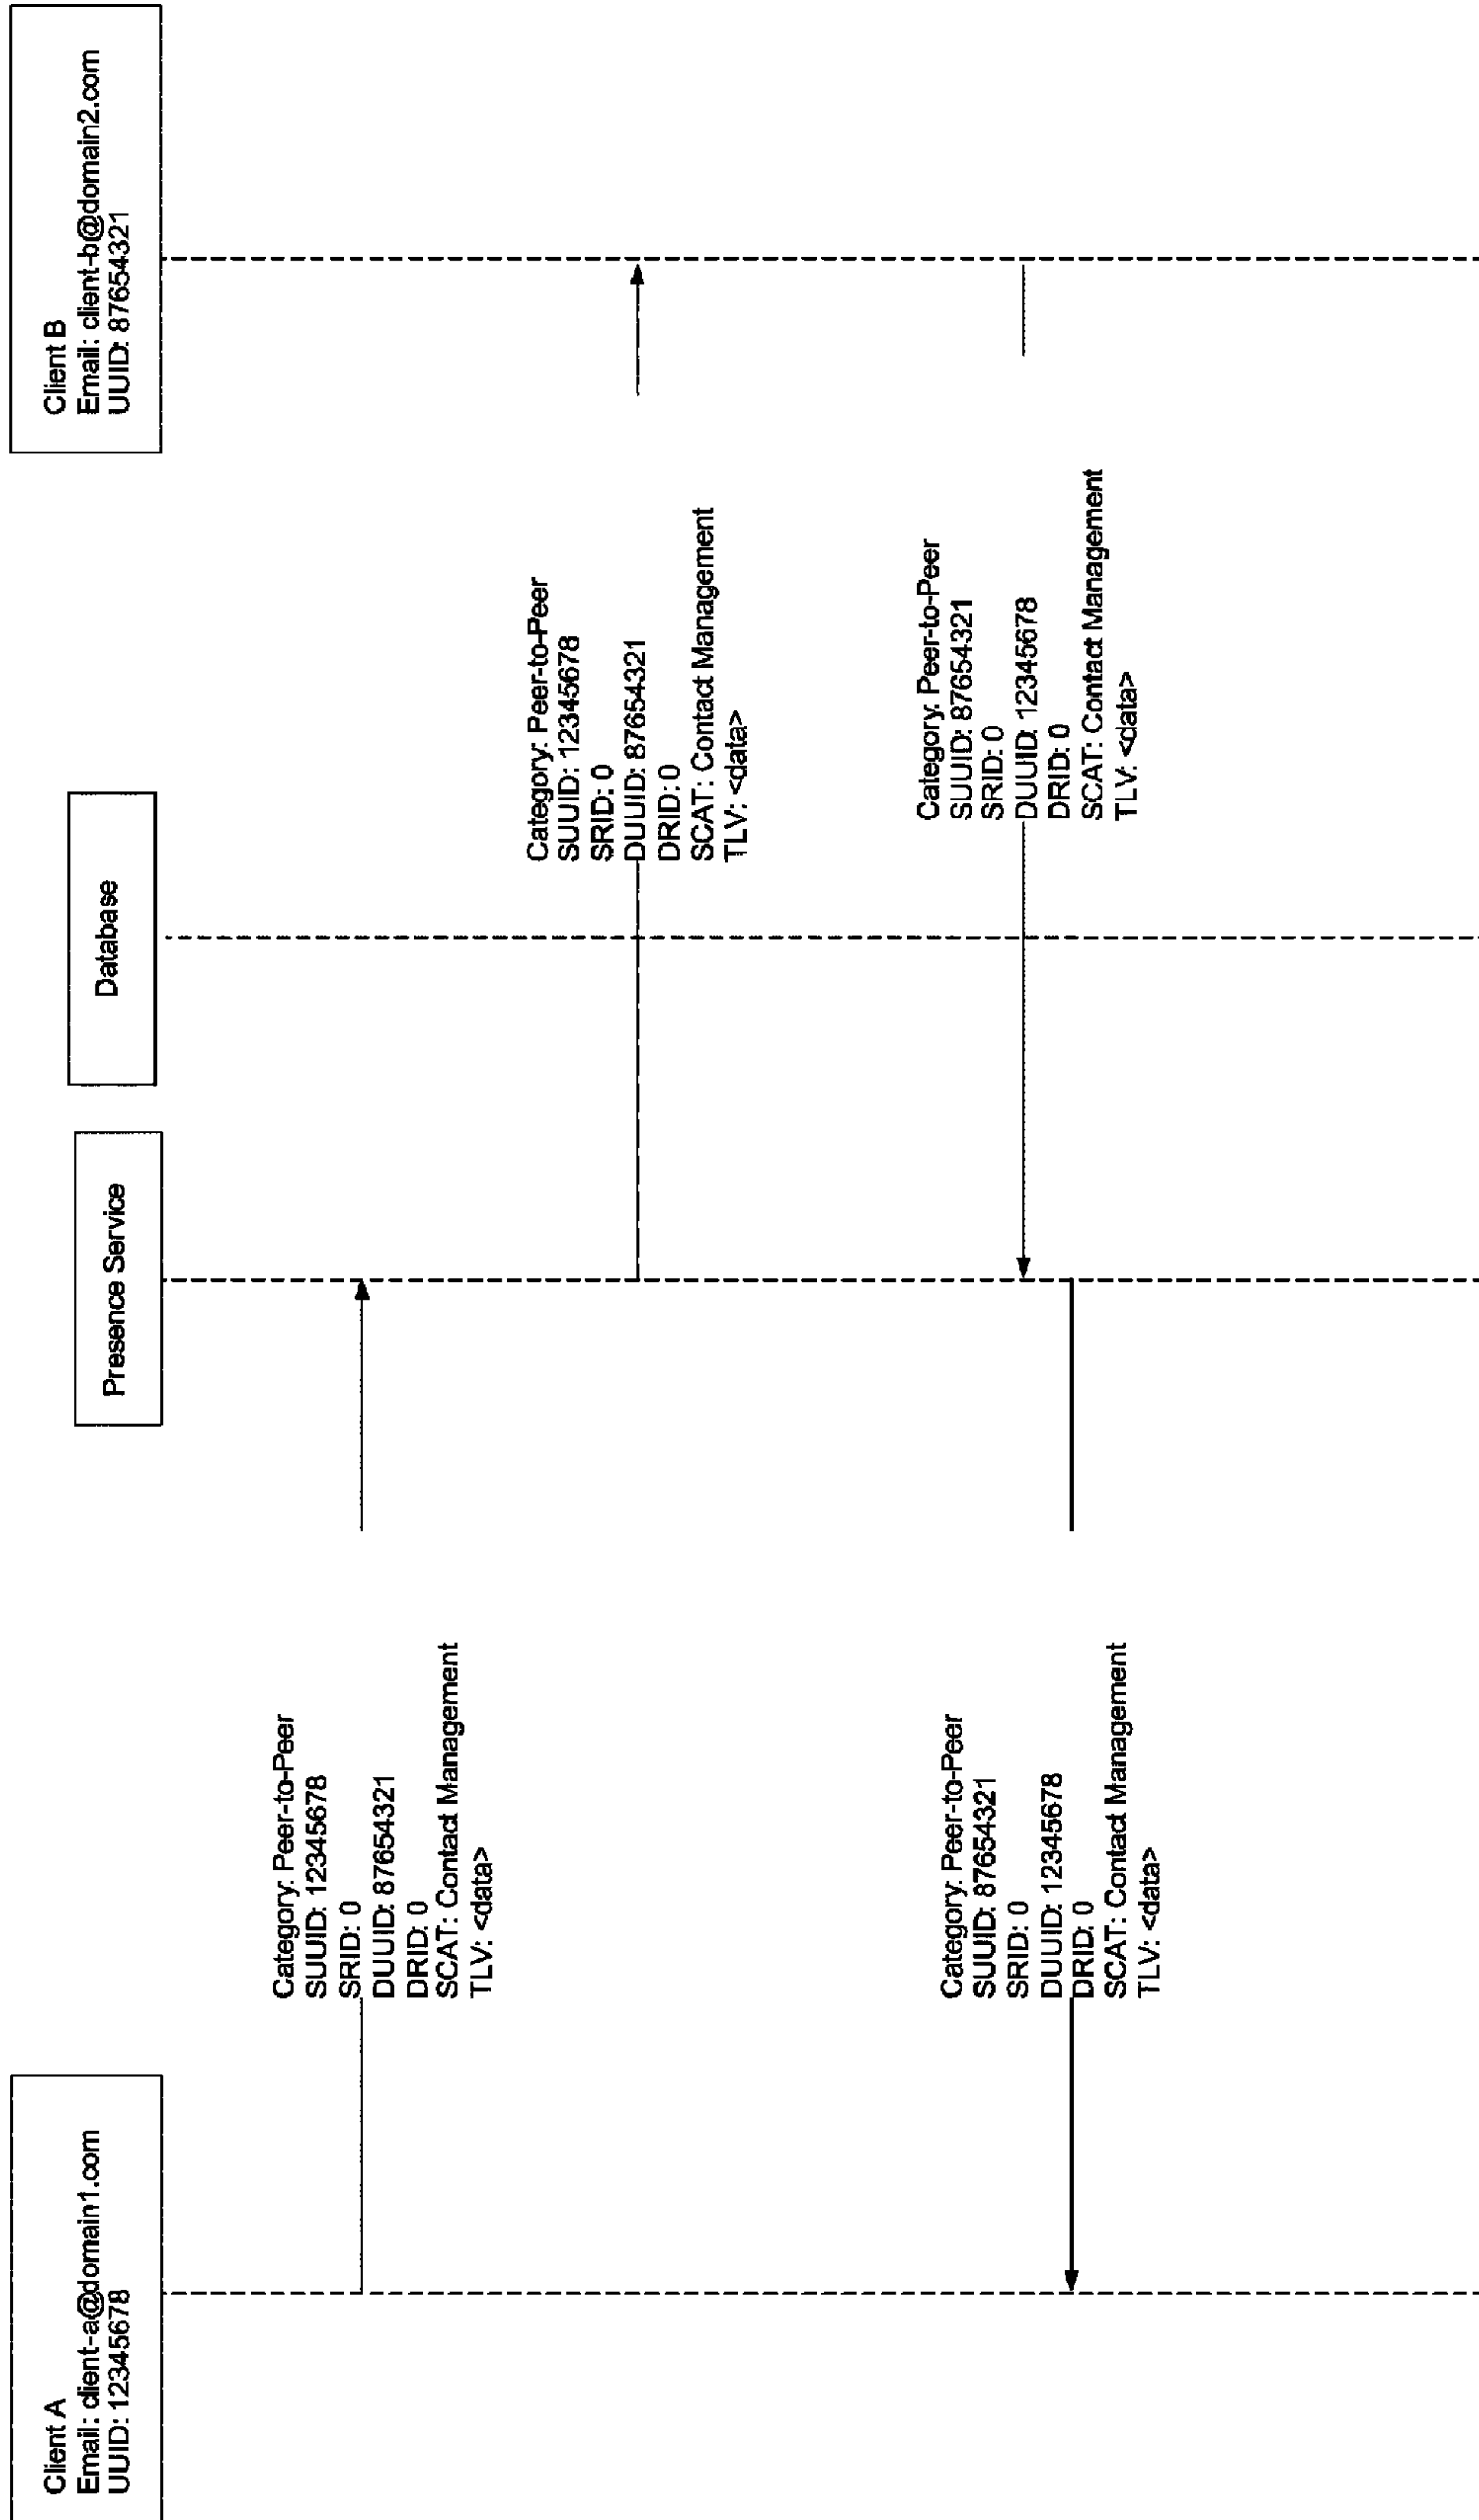 Client A
Email: client-a@domain1.com
UUID: 12345678
Presence Service
Database
Client B
Email: client-b@domain2.com
UUID: 87654321
Category: Peer-to-Peer
SUUID: 12345678
SRID: 0
DUUID: 87654321
DRID: 0
SCAT: Contact Management
TLV: <data>
Category: Peer-to-Peer
SUUID: 12345678
SRID: 0
DUUID: 87654321
DRID: 0
SCAT: Contact Management
TLV: <data>
Category: Peer-to-Peer
SUUID: 87654321
SRID: 0
DUUID: 12345678
DRID: 0
SCAT: Contact Management
TLV: <data>
Category: Peer-to-Peer
SUUID: 87654321
SRID: 0
DUUID: 12345678
DRID: 0
SCAT: Contact Management
TLV: <data>